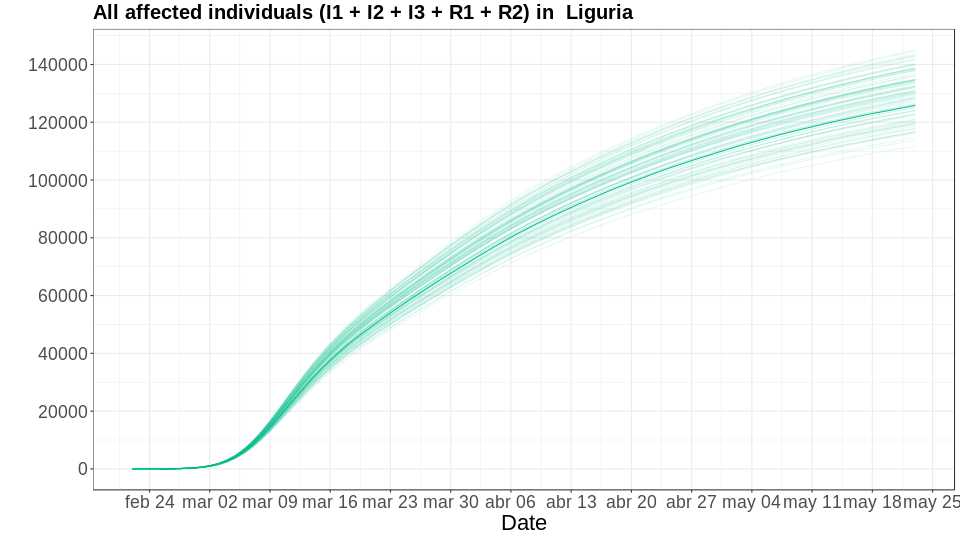 All affected individuals (I1 + I2 + I3 + R1 + R2) in  Liguria
140000
120000
100000
80000
60000
40000
20000
0
feb 24 mar 02 mar 09 mar 16 mar 23 mar 30 abr 06 abr 13 abr 20 abr 27 may 04 may 11 may 18 may 25
Date